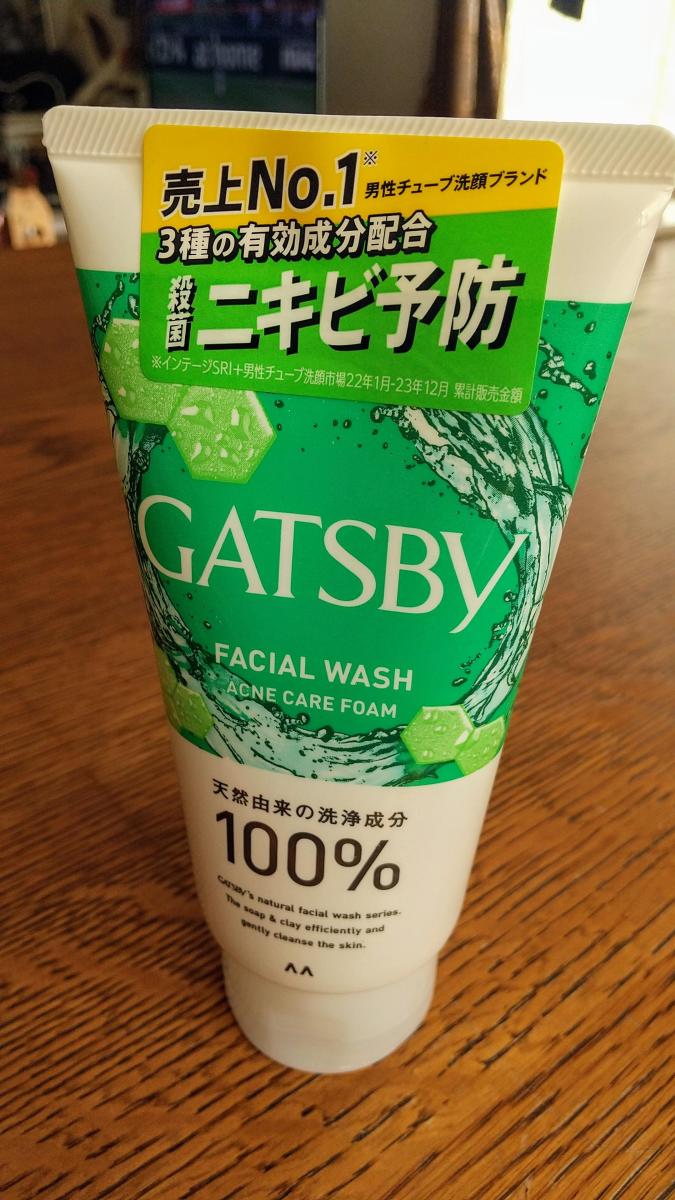 at home
売上No.1※ 男性チューブ洗顔ブランド
3種の有効成分配合
殺菌 ニキビ予防
※インテージSRI+男性チューブ洗顔市場22年1月-23年12月 累計販売金額
GATSBY
FACIAL WASH
ACNE CARE FOAM
天然由来の洗浄成分
100%
GATSBY's natural facial wash series.
The soap & clay efficiently and
gently cleanse the skin.